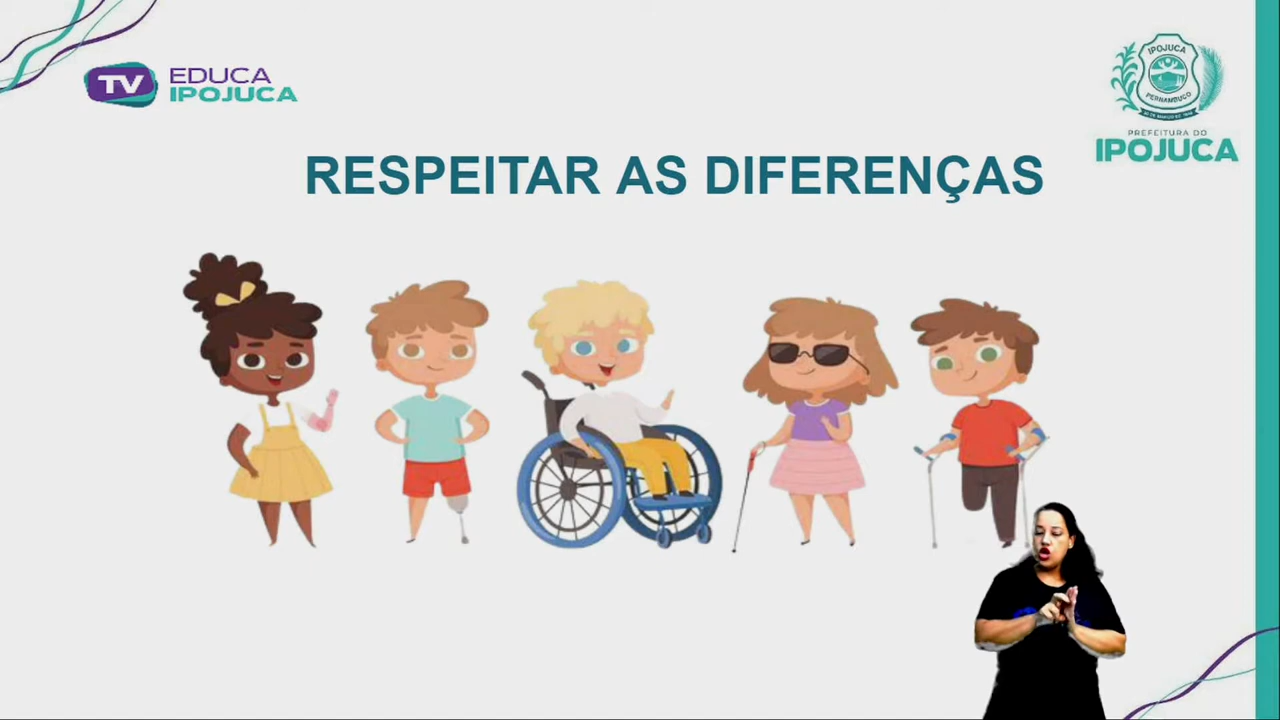 TV EDUCA
IPOJUCA
IPOJUCA
PERNAMBUCO
PREFEITURA DO
IPOJUCA
RESPEITAR AS DIFERENÇAS